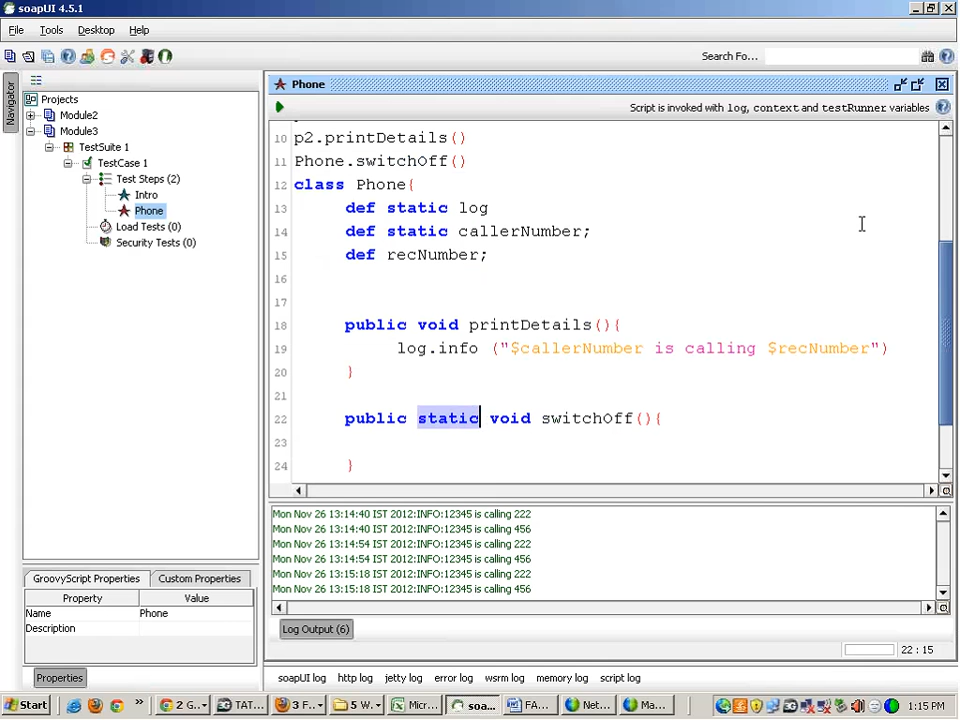 soapUI 4.5.1
File Tools Desktop Help
Search Fo...
Navigator
Projects
Module2
Module3
TestSuite 1
TestCase 1
Test Steps (2)
Intro
Phone
Load Tests (0)
Security Tests (0)
Phone
Script is invoked with log, context and testRunner variables
10 p2.printDetails()
11 Phone.switchOff()
12 class Phone{
13 def static log
14 def static callerNumber;
15 def recNumber;
16
17
18 public void printDetails(){
19 log.info ("$callerNumber is calling $recNumber")
20 }
21
22 public static void switchOff(){
23
24 }
Mon Nov 26 13:14:40 IST 2012:INFO:12345 is calling 222
Mon Nov 26 13:14:40 IST 2012:INFO:12345 is calling 456
Mon Nov 26 13:14:54 IST 2012:INFO:12345 is calling 222
Mon Nov 26 13:14:54 IST 2012:INFO:12345 is calling 456
Mon Nov 26 13:15:18 IST 2012:INFO:12345 is calling 222
Mon Nov 26 13:15:18 IST 2012:INFO:12345 is calling 456
Log Output (6)
22 : 15
GroovyScript Properties Custom Properties
Property Value
Name Phone
Description
Properties
soapUI log http log jetty log error log wsrm log memory log script log
Start » 2 G... TAT... 3 F... 5 W... Micr... soa... FA... Net... Ma... 1:15 PM